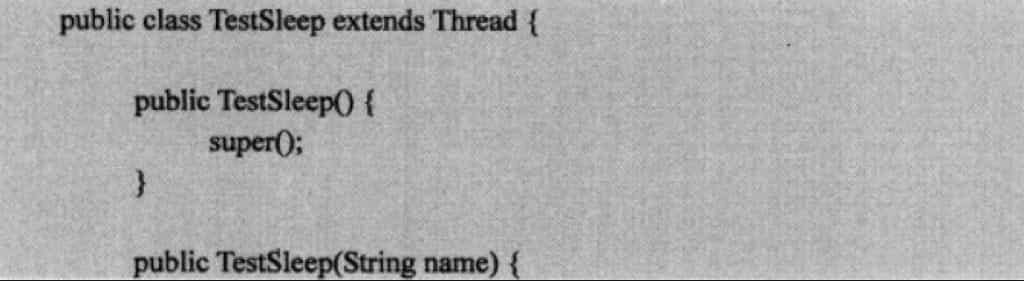 public class TestSleep extends Thread {
public TestSleep() {
super();
}
public TestSleep(String name) {